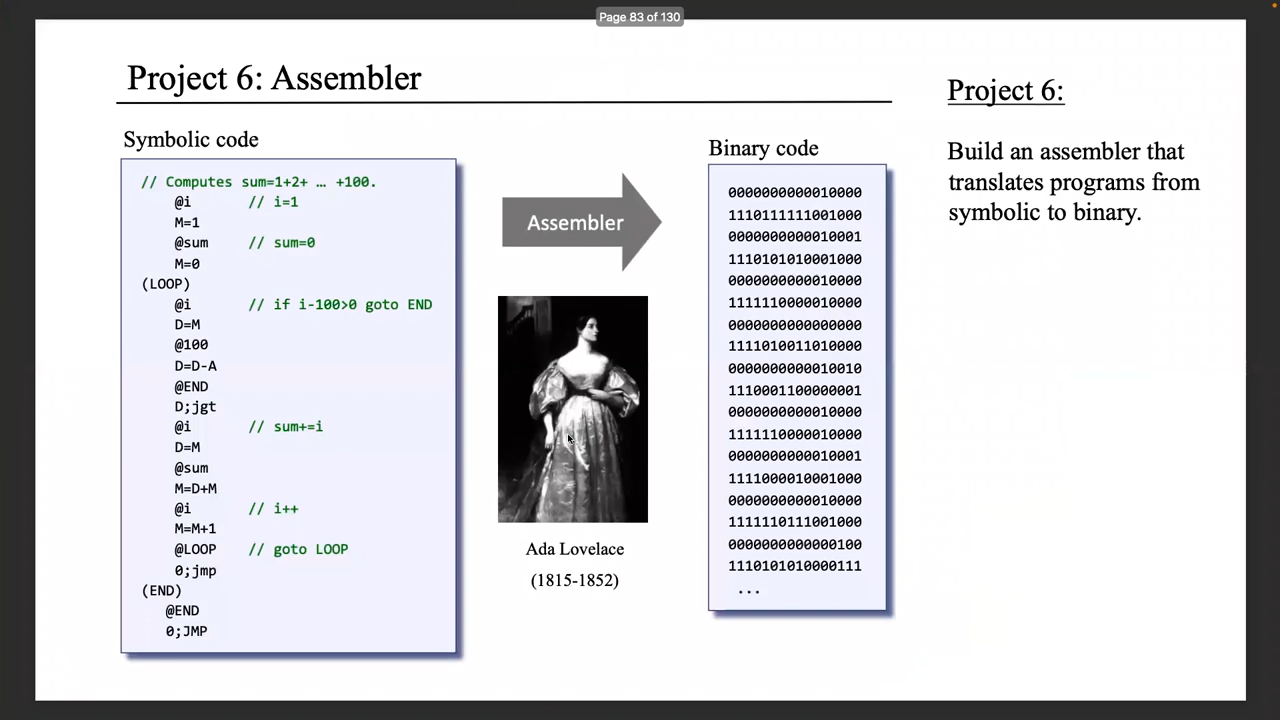 Page 83 of 130
Project 6: Assembler
Symbolic code
// Computes sum=1+2+ … +100.
@i // i=1
M=1
@sum // sum=0
M=0
(LOOP)
@i // if i-100>0 goto END
D=M
@100
D=D-A
@END
D;jgt
@i // sum+=i
D=M
@sum
M=D+M
@i // i++
M=M+1
@LOOP // goto LOOP
0;jmp
(END)
@END
0;JMP
Assembler
Ada Lovelace
(1815-1852)
Binary code
0000000000010000
1110111111001000
0000000000010001
1110101010001000
0000000000010000
1111110000010000
0000000000000000
1111010011010000
0000000000010010
1110001100000001
0000000000010000
1111110000010000
0000000000010001
1111000010001000
0000000000010000
1111110111001000
0000000000000100
1110101010000111
...
Project 6:
Build an assembler that
translates programs from
symbolic to binary.